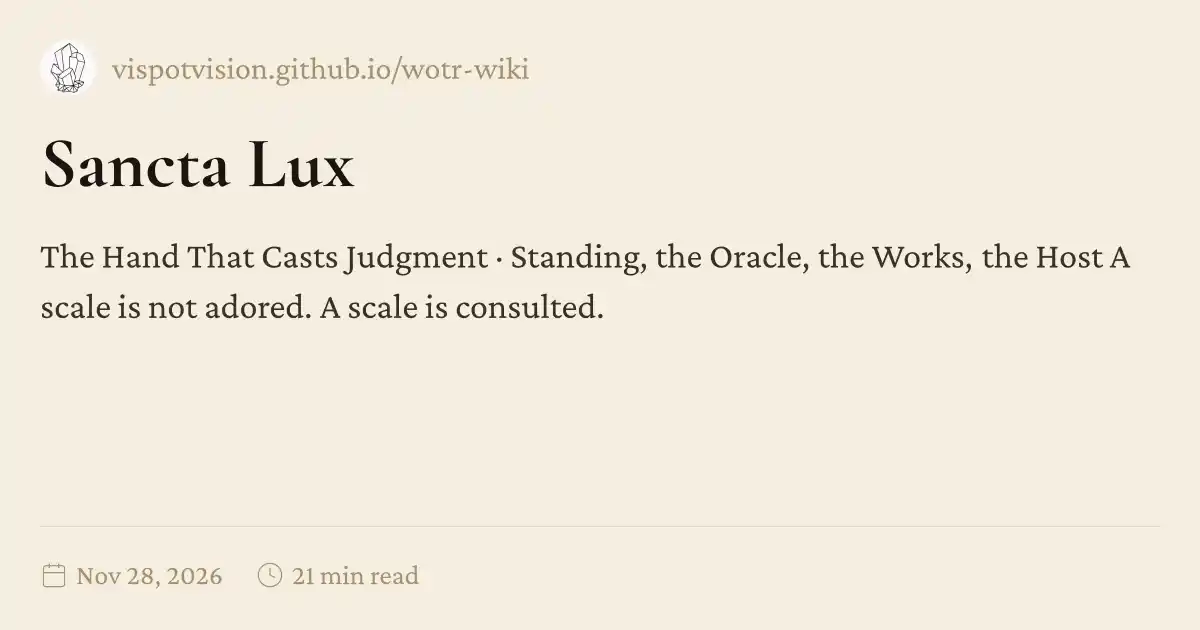 vispotvision.github.io/wotr-wiki
Sancta Lux
The Hand That Casts Judgment · Standing, the Oracle, the Works, the Host A
scale is not adored. A scale is consulted.
Nov 28, 2026
21 min read